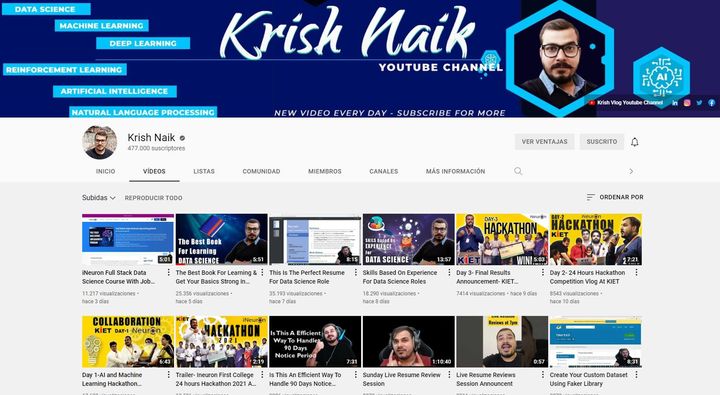 DATA SCIENCE
MACHINE LEARNING
DEEP LEARNING
REINFORCEMENT LEARNING
ARTIFICIAL INTELLIGENCE
NATURAL LANGUAGE PROCESSING
Krish Naik
YOUTUBE CHANNEL
AI
NEW VIDEO EVERY DAY - SUBSCRIBE FOR MORE
Krish Vlog Youtube Channel
Krish Naik
477.000 suscriptores
VER VENTAJAS
SUSCRITO
INICIO VÍDEOS LISTAS COMUNIDAD MIEMBROS CANALES MÁS INFORMACIÓN
Subidas REPRODUCIR TODO ORDENAR POR
5:01
The Best Book
For Learning
DATA SCIENCE
5:51
8:15
SKILLS Based ON
EXPERIENCE
For
DATA SCIENCE
13:57
DAY-3 iNeuron
HACKATHON
WIN
5:03
DAY-2 iNeuron
HACKATHON
KIET
7:21
iNeuron Full Stack Data
Science Course With Job...
11.217 visualizaciones •
hace 3 días
The Best Book For Learning &
Get Your Basics Strong In...
25.356 visualizaciones •
hace 5 días
This Is The Perfect Resume
For Data Science Role
35.193 visualizaciones •
hace 7 días
Skills Based On Experience
For Data Science Roles
18.290 visualizaciones •
hace 8 días
Day 3- Final Results
Announcement- KIET...
7414 visualizaciones • hace 9 días
Day 2- 24 Hours Hackathon
Competition Vlog At KIET
8543 visualizaciones •
hace 10 días
COLLABORATION
KIET DAY-1 iNeuron
6:43
KIET iNeuron
HACKATHON
2021
2:19
Is This A Efficient
Way To Handle
90 Days
Notice Period
7:31
1:10:40
Live Resume
Reviews at 7pm
0:57
8:31
Day 1-AI and Machine
Learning Hackathon...
Trailer- Ineuron First College
24 hours Hackathon 2021 A...
Is This An Efficient Way To
Handle 90 Days Notice...
Sunday Live Resume Review
Session
Live Resume Reviews
Session Announcent
Create Your Custom Dataset
Using Faker Library